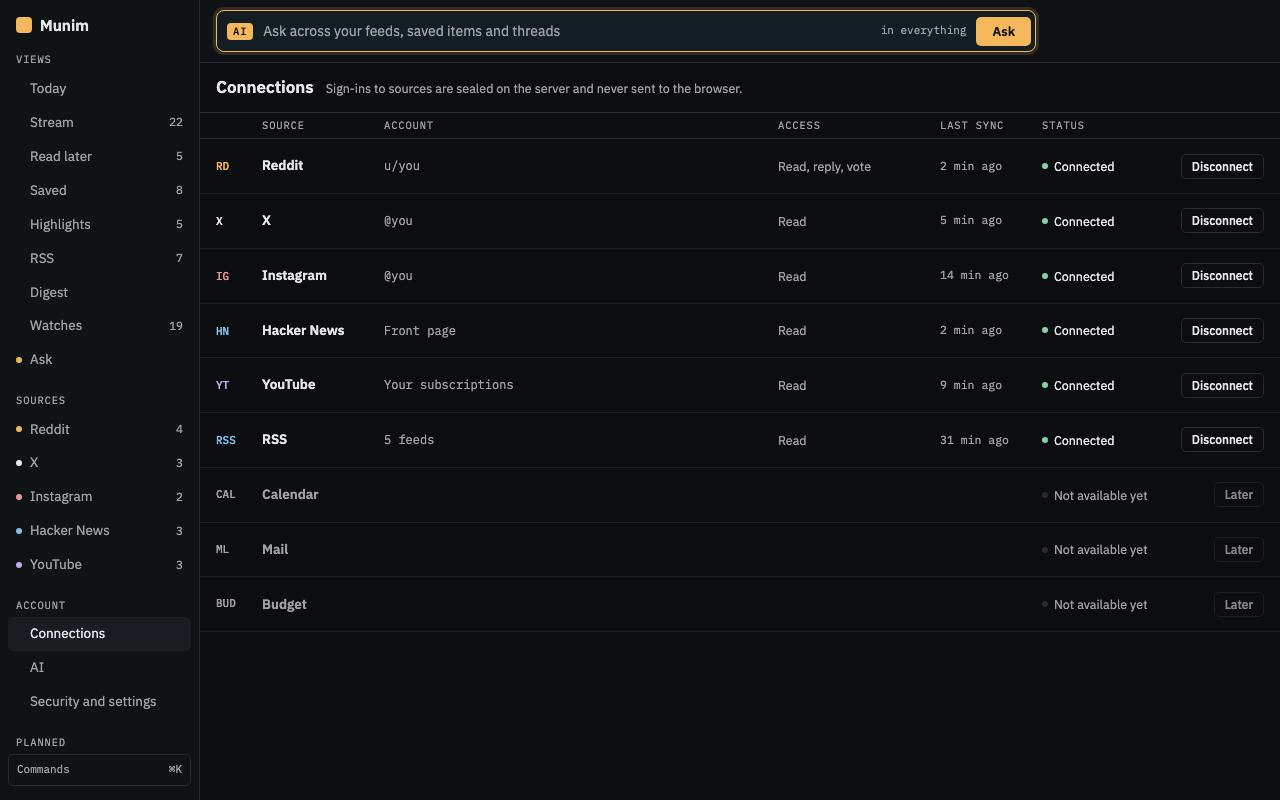 Munim
AI Ask across your feeds, saved items and threads in everything Ask
VIEWS
Today
Stream 22
Read later 5
Saved 8
Highlights 5
RSS 7
Digest
Watches 19
Ask
SOURCES
Reddit 4
X 3
Instagram 2
Hacker News 3
YouTube 3
ACCOUNT
Connections
AI
Security and settings
PLANNED
Commands ⌘K
Connections Sign-ins to sources are sealed on the server and never sent to the browser.
SOURCE ACCOUNT ACCESS LAST SYNC STATUS
RD Reddit u/you Read, reply, vote 2 min ago Connected Disconnect
X X @you Read 5 min ago Connected Disconnect
IG Instagram @you Read 14 min ago Connected Disconnect
HN Hacker News Front page Read 2 min ago Connected Disconnect
YT YouTube Your subscriptions Read 9 min ago Connected Disconnect
RSS RSS 5 feeds Read 31 min ago Connected Disconnect
CAL Calendar Not available yet Later
ML Mail Not available yet Later
BUD Budget Not available yet Later